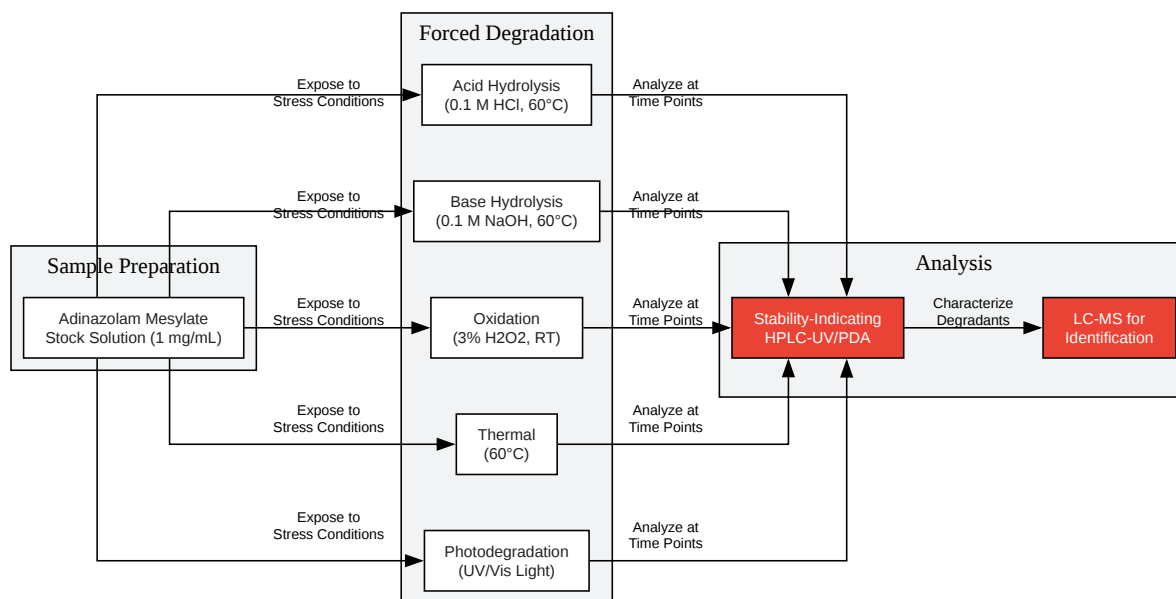 Forced Degradation
Expose to
Stress Conditions
Acid Hydrolysis
(0.1 M HCl, 60°C)
Analyze at
Time Points
Expose to
Stress Conditions
Base Hydrolysis
(0.1 M NaOH, 60°C)
Analyze at
Time Points
Sample Preparation
Adinazolam Mesylate
Stock Solution (1 mg/mL)
Expose to
Stress Conditions
Oxidation
(3% H2O2, RT)
Analyze at
Time Points
Analysis
Stability-Indicating
HPLC-UV/PDA
Characterize
Degradants
LC-MS for
Identification
Expose to
Stress Conditions
Thermal
(60°C)
Analyze at
Time Points
Expose to
Stress Conditions
Photodegradation
(UV/Vis Light)
Analyze at
Time Points